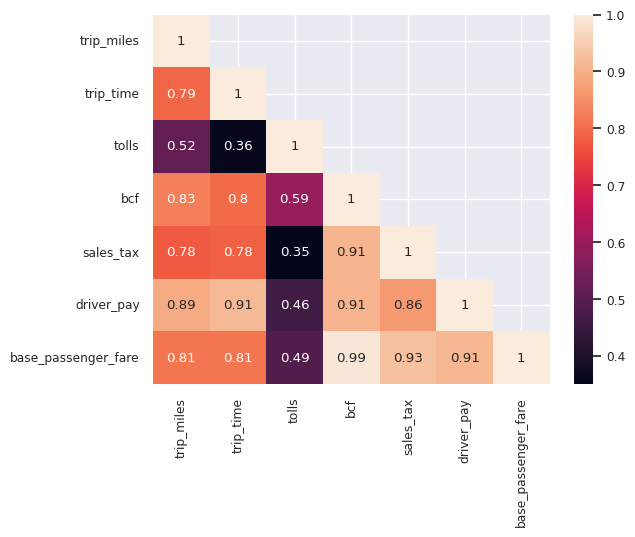 trip_miles 1
trip_time 0.79 1
tolls 0.52 0.36 1
bcf 0.83 0.8 0.59 1
sales_tax 0.78 0.78 0.35 0.91 1
driver_pay 0.89 0.91 0.46 0.91 0.86 1
base_passenger_fare 0.81 0.81 0.49 0.99 0.93 0.91 1
trip_miles trip_time tolls bcf sales_tax driver_pay base_passenger_fare
1.0
0.9
0.8
0.7
0.6
0.5
0.4